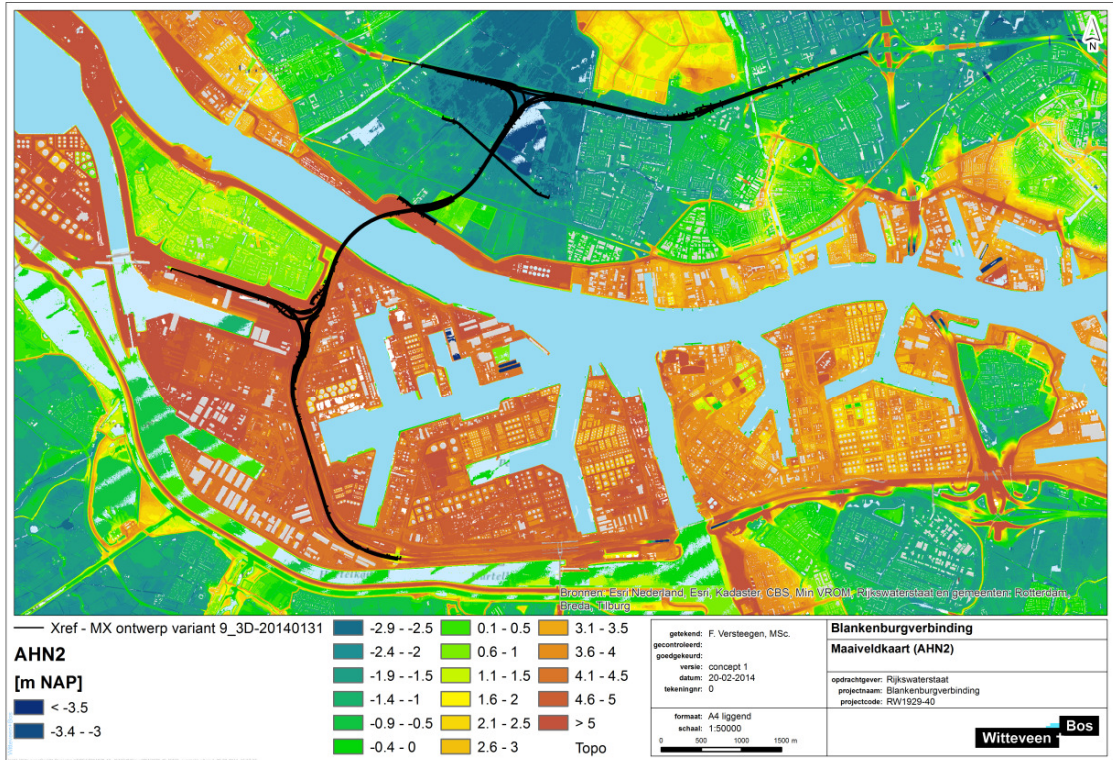 N
Bronnen: Esri Nederland, Esri, Kadaster, CBS, Min VROM, Rijkswaterstaat en gemeenten: Rotterdam,
Breda, Tilburg
Xref - MX ontwerp variant 9_3D-20140131
AHN2
[m NAP]
< -3.5
-3.4 - -3
-2.9 - -2.5
-2.4 - -2
-1.9 - -1.5
-1.4 - -1
-0.9 - -0.5
-0.4 - 0
0.1 - 0.5
0.6 - 1
1.1 - 1.5
1.6 - 2
2.1 - 2.5
2.6 - 3
3.1 - 3.5
3.6 - 4
4.1 - 4.5
4.6 - 5
> 5
Topo
getekend: F. Versteegen, MSc.
gecontroleerd:
goedgekeurd:
versie: concept 1
datum: 20-02-2014
tekeningnr: 0
formaat: A4 liggend
schaal: 1:50000
0 500 1000 1500 m
Blankenburgverbinding
Maaiveldkaart (AHN2)
opdrachtgever: Rijkswaterstaat
projectnaam: Blankenburgverbinding
projectcode: RW1929-40
Witteveen + Bos